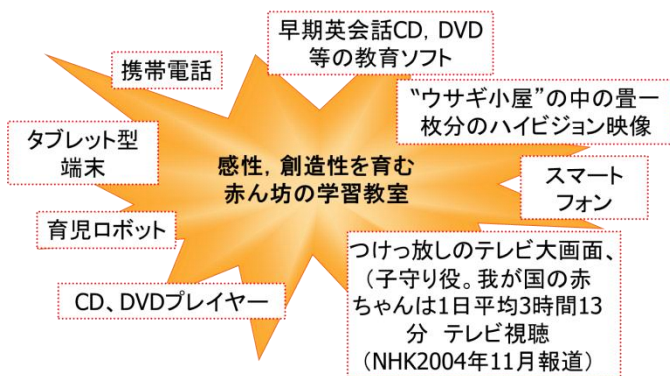 早期英会話CD, DVD
等の教育ソフト
携帯電話
“ウサギ小屋”の中の畳一
枚分のハイビジョン映像
タブレット型
端末
感性, 創造性を育む
赤ん坊の学習教室
スマート
フォン
育児ロボット
つけっ放しのテレビ大画面、
(子守り役。我が国の赤
ちゃんは1日平均3時間13
分 テレビ視聴
(NHK2004年11月報道)
CD、DVDプレイヤー